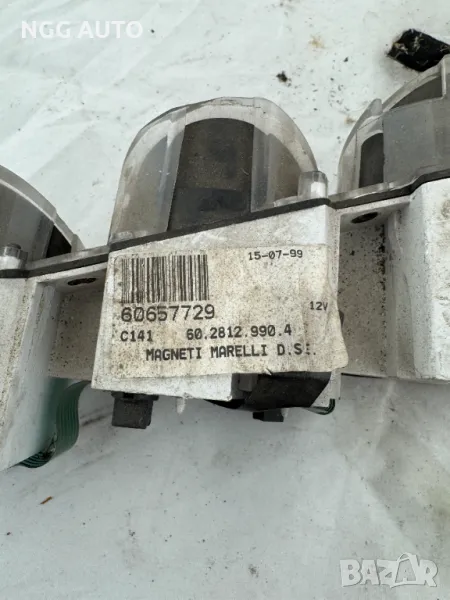 NGG AUTO
15-07-99
60657729
12V
C141 60.2812.990.4
MAGNETI MARELLI D.S.
BAZAR
bg